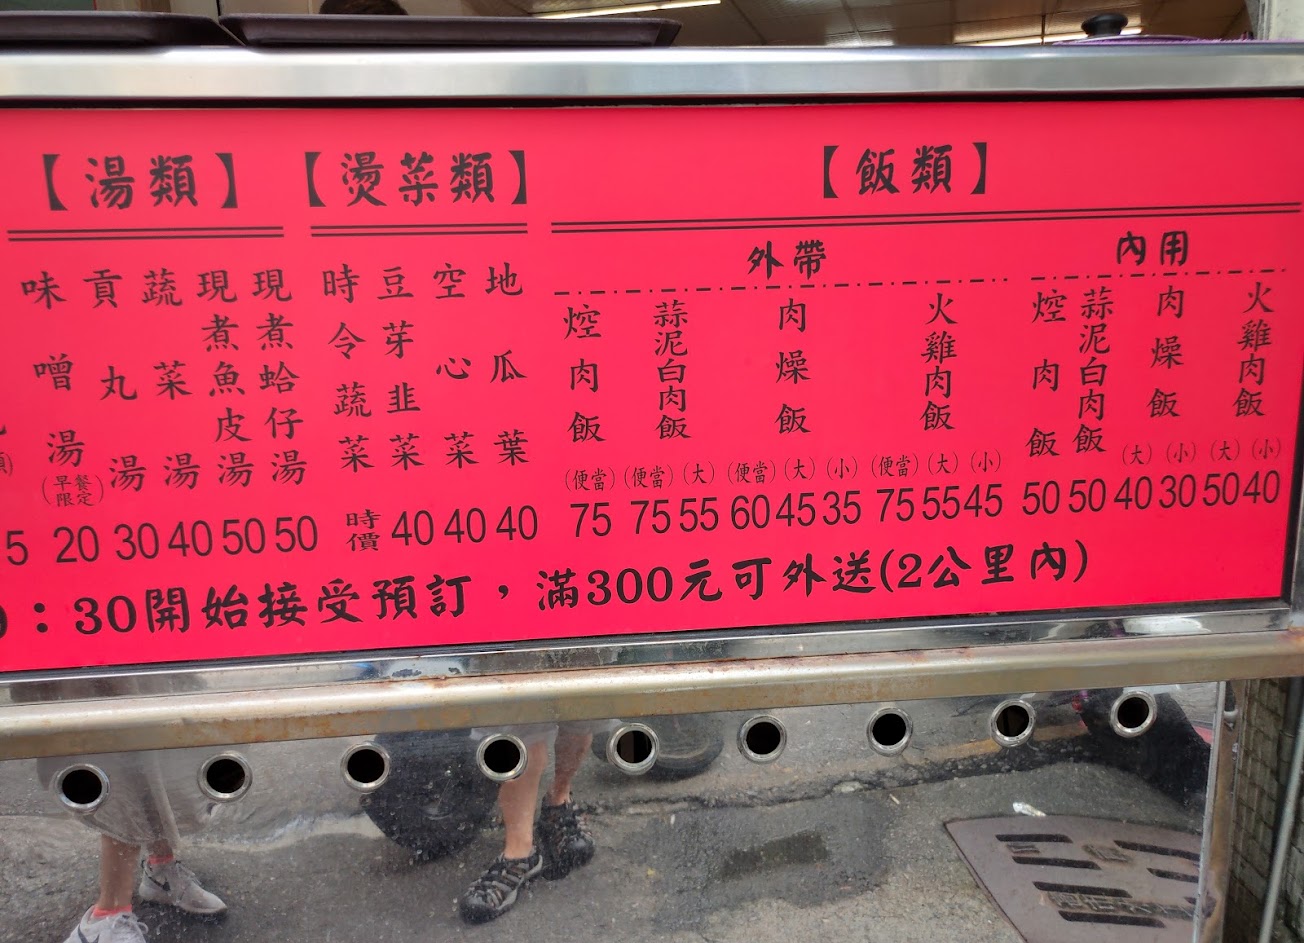 【飯類】
內用
火雞肉飯
(小) 40
(大) 50
肉燥飯
(小) 30
(大) 40
蒜泥白肉飯
50
焢肉飯
50
外帶
火雞肉飯
(小) 45
(大) 55
(便當) 75
肉燥飯
(小) 35
(大) 45
(便當) 60
蒜泥白肉飯
(大) 55
(便當) 75
焢肉飯
(便當) 75
【燙菜類】
地瓜葉
40
空心菜
40
豆芽韭菜
40
時令蔬菜
時價
【湯類】
現煮蛤仔湯
50
現煮魚皮湯
50
蔬菜湯
40
貢丸湯
30
味噌湯
(早餐限定)
20
5
：30開始接受預訂，滿300元可外送(2公里內)